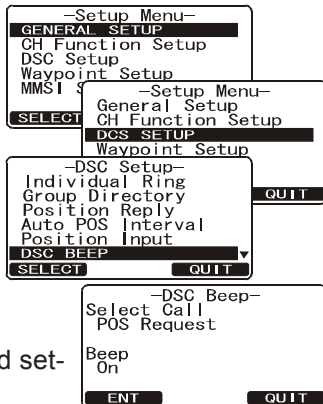 —Setup Menu—
GENERAL SETUP
CH Function Setup
DSC Setup
Waypoint Setup
MMSI S
SELECT
—Setup Menu—
General Setup
CH Function Setup
DCS SETUP
Waypoint Setup
QUIT
—DSC Setup—
Individual Ring
Group Directory
Position Reply
Auto POS Interval
Position Input
DSC BEEP
SELECT QUIT
—DSC Beep—
Select Call
POS Request
Beep
On
ENT QUIT
d set-